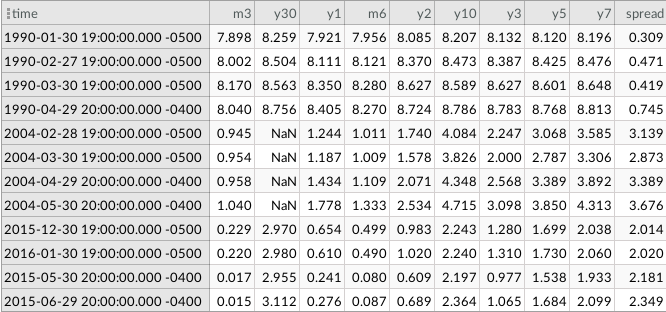 time m3 y30 y1 m6 y2 y10 y3 y5 y7 spread
1990-01-30 19:00:00.000 -0500 7.898 8.259 7.921 7.956 8.085 8.207 8.132 8.120 8.196 0.309
1990-02-27 19:00:00.000 -0500 8.002 8.504 8.111 8.121 8.370 8.473 8.387 8.425 8.476 0.471
1990-03-30 19:00:00.000 -0500 8.170 8.563 8.350 8.280 8.627 8.589 8.627 8.601 8.648 0.419
1990-04-29 20:00:00.000 -0400 8.040 8.756 8.405 8.270 8.724 8.786 8.783 8.768 8.813 0.745
2004-02-28 19:00:00.000 -0500 0.945 NaN 1.244 1.011 1.740 4.084 2.247 3.068 3.585 3.139
2004-03-30 19:00:00.000 -0500 0.954 NaN 1.187 1.009 1.578 3.826 2.000 2.787 3.306 2.873
2004-04-29 20:00:00.000 -0400 0.958 NaN 1.434 1.109 2.071 4.348 2.568 3.389 3.892 3.389
2004-05-30 20:00:00.000 -0400 1.040 NaN 1.778 1.333 2.534 4.715 3.098 3.850 4.313 3.676
2015-12-30 19:00:00.000 -0500 0.229 2.970 0.654 0.499 0.983 2.243 1.280 1.699 2.038 2.014
2016-01-30 19:00:00.000 -0500 0.220 2.980 0.610 0.490 1.020 2.240 1.310 1.730 2.060 2.020
2015-05-30 20:00:00.000 -0400 0.017 2.955 0.241 0.080 0.609 2.197 0.977 1.538 1.933 2.181
2015-06-29 20:00:00.000 -0400 0.015 3.112 0.276 0.087 0.689 2.364 1.065 1.684 2.099 2.349